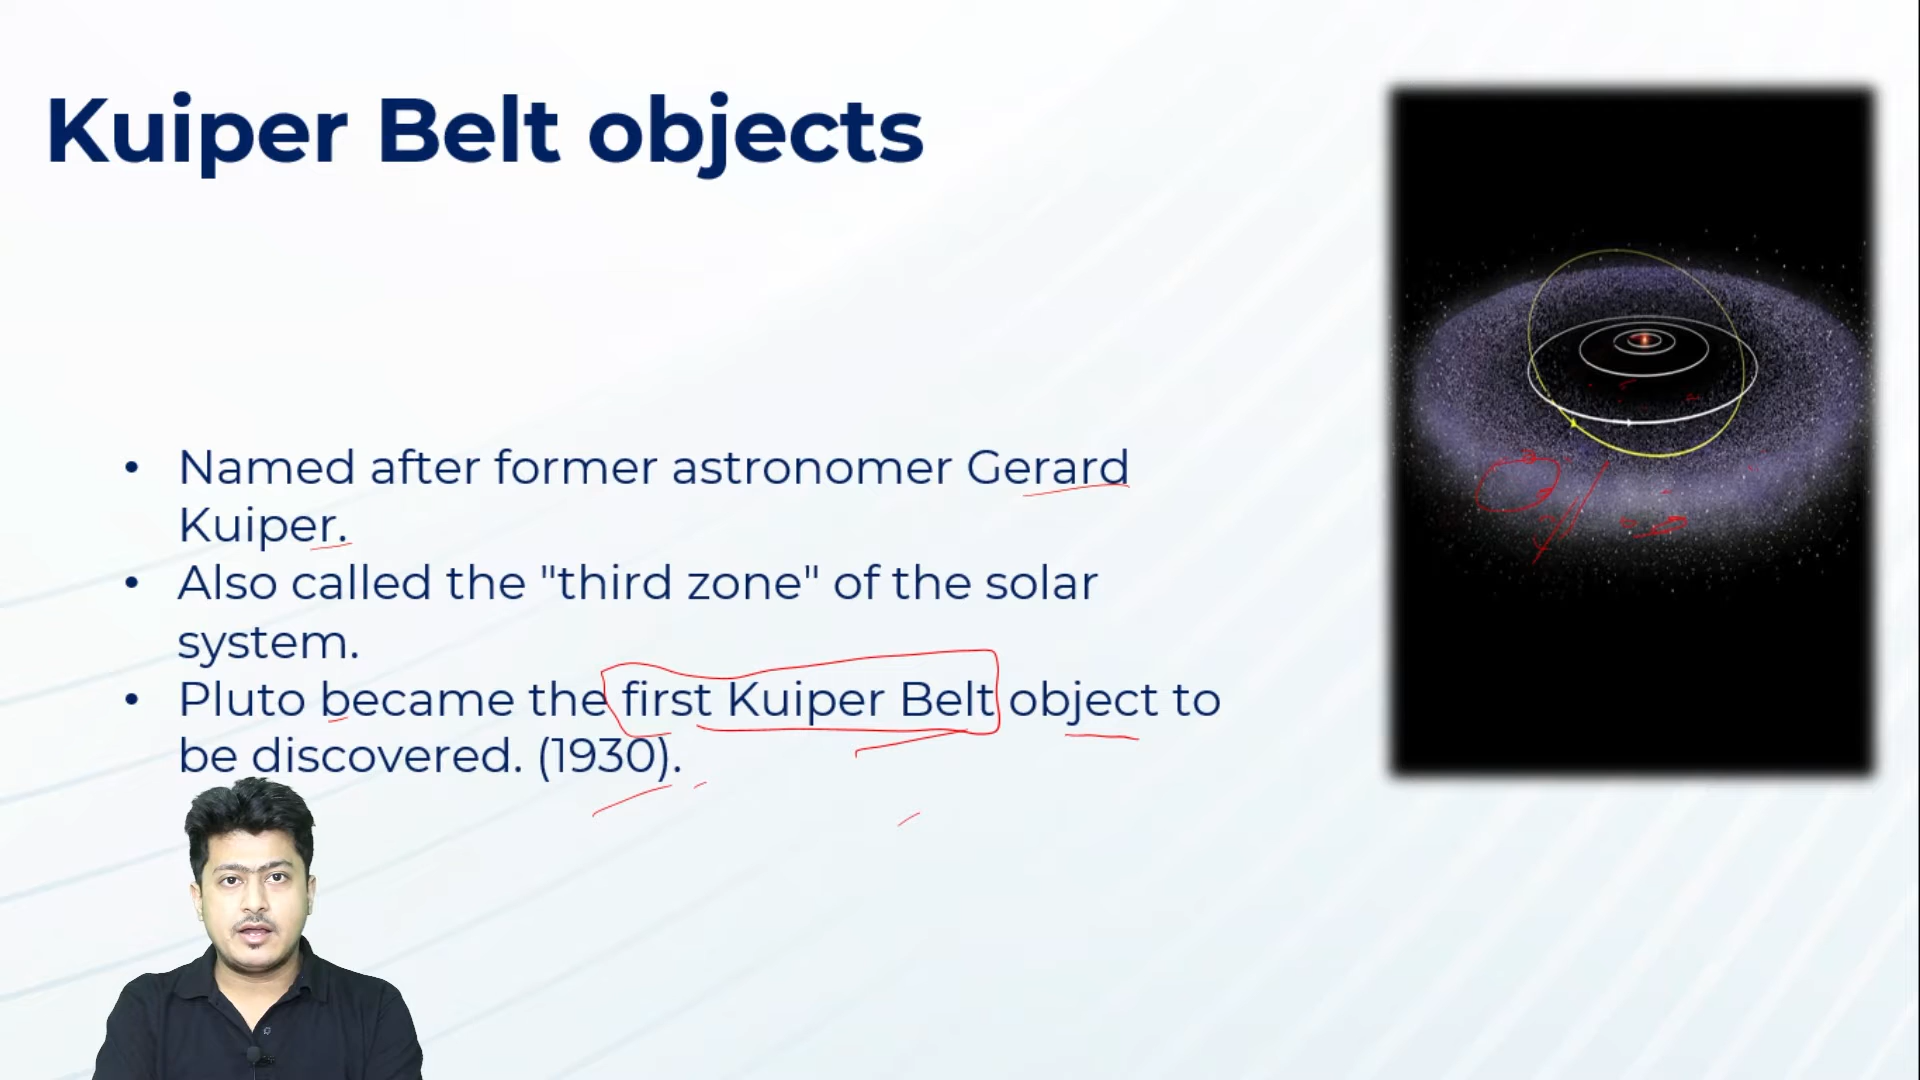 Kuiper Belt objects
• Named after former astronomer Gerard
Kuiper.
• Also called the "third zone" of the solar
system.
• Pluto became the first Kuiper Belt object to
be discovered. (1930).